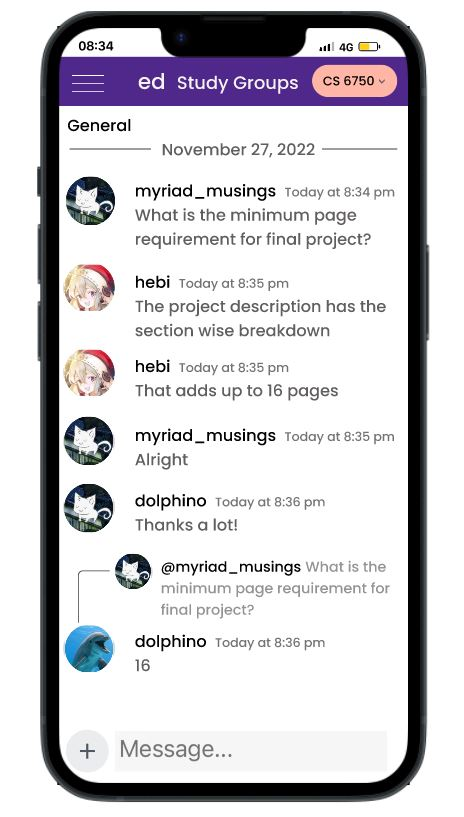 08:34 4G
ed Study Groups CS 6750
General
November 27, 2022
myriad_musings Today at 8:34 pm
What is the minimum page
requirement for final project?
hebi Today at 8:35 pm
The project description has the
section wise breakdown
hebi Today at 8:35 pm
That adds up to 16 pages
myriad_musings Today at 8:35 pm
Alright
dolphino Today at 8:36 pm
Thanks a lot!
@myriad_musings What is the
minimum page requirement for
final project?
dolphino Today at 8:36 pm
16
+ Message...